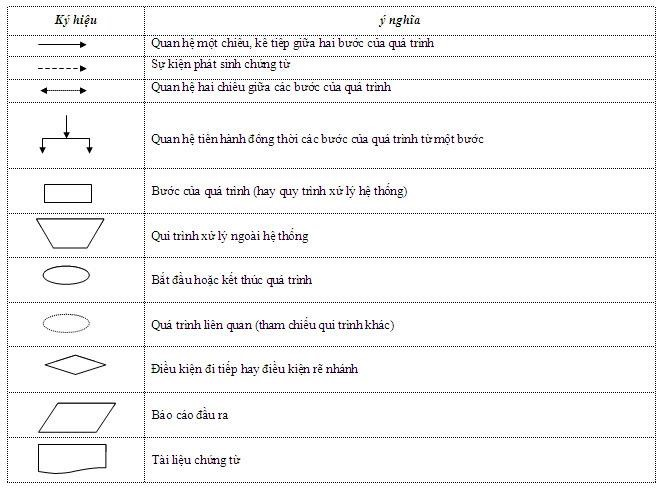 Ký hiệu
ý nghĩa
Quan hệ một chiều, kế tiếp giữa hai bước của quá trình
Sự kiện phát sinh chứng từ
Quan hệ hai chiều giữa các bước của quá trình
Quan hệ tiến hành đồng thời các bước của quá trình từ một bước
Bước của quá trình (hay quy trình xử lý hệ thống)
Qui trình xử lý ngoài hệ thống
Bắt đầu hoặc kết thúc quá trình
Quá trình liên quan (tham chiếu qui trình khác)
Điều kiện đi tiếp hay điều kiện rẽ nhánh
Báo cáo đầu ra
Tài liệu chứng từ